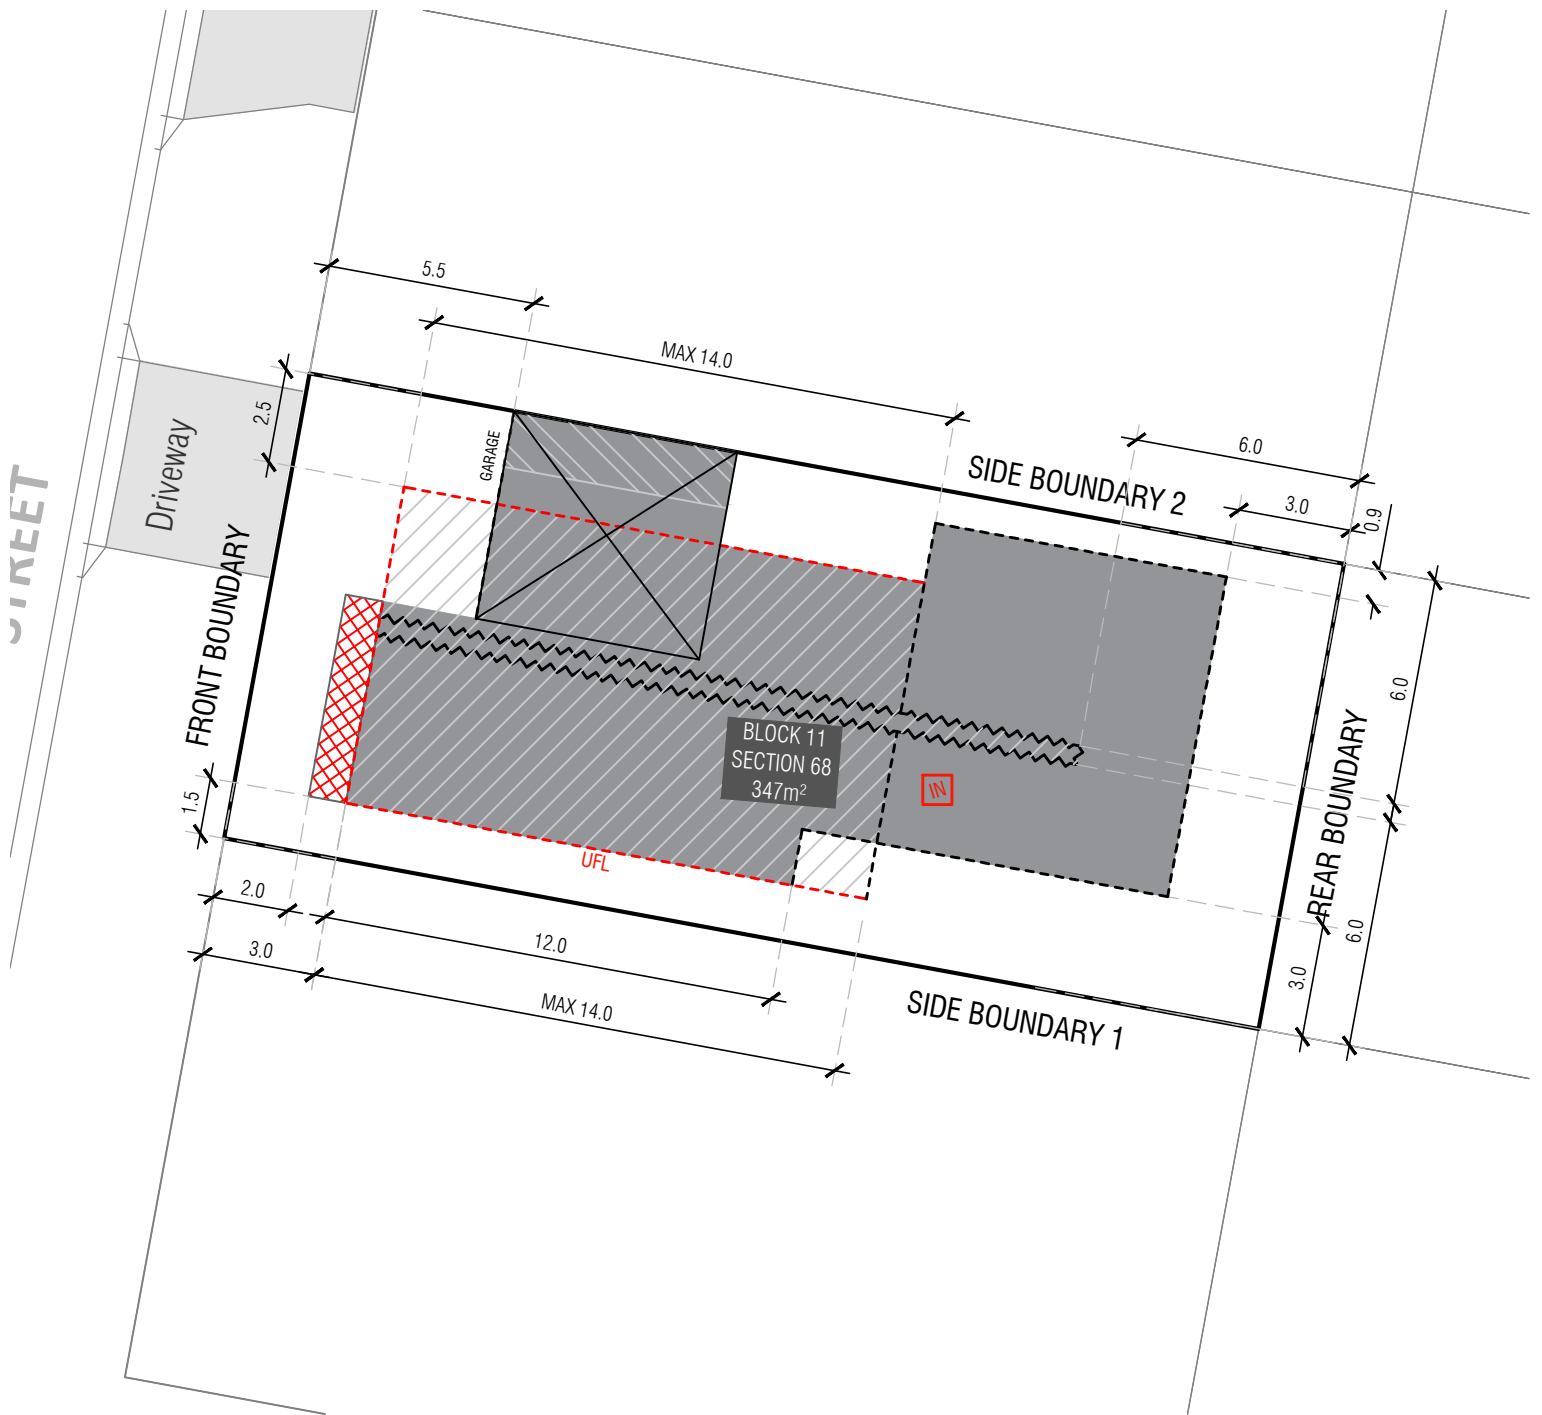 5.5
MAX 14.0
2.5
GARAGE
SIDE BOUNDARY 2
6.0
3.0
0.9
Driveway
STREET
FRONT BOUNDARY
6.0
BLOCK 11
SECTION 68
347m²
IN
REAR BOUNDARY
1.5
UFL
2.0
12.0
3.0
MAX 14.0
SIDE BOUNDARY 1
6.0
3.0